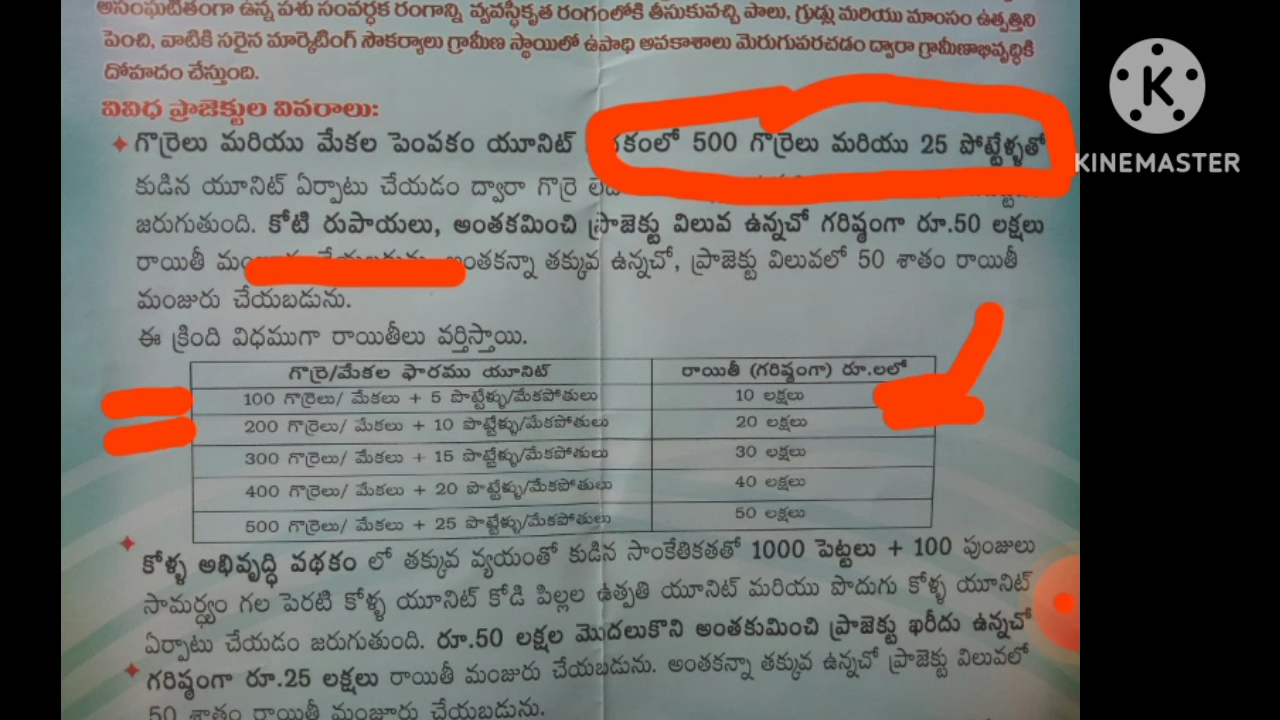 అసంఘటితంగా ఉన్న పశు సంవర్ధక రంగాన్ని వ్యవస్థీకృత రంగంలోకి తీసుకువచ్చి పాలు, గ్రుడ్లు మరియు మాంసం ఉత్పత్తిని
పెంచి, వాటికి సరైన మార్కెటింగ్ సౌకర్యాలు గ్రామీణ స్థాయిలో ఉపాధి అవకాశాలు మెరుగుపరచడం ద్వారా గ్రామీణాభివృద్ధికి
దోహదం చేస్తుంది.
వివిధ ప్రాజెక్టుల వివరాలు:
గొర్రెలు మరియు మేకల పెంపకం యూనిట్ 500 గొర్రెలు మరియు 25 పోట్టేళ్ళతో
కుడిన యూనిట్ ఏర్పాటు చేయడం ద్వారా గొర్రె
జరుగుతుంది. కోటి రుపాయలు, అంతకమించి ప్రాజెక్టు విలువ ఉన్నచో గరిష్ఠంగా రూ.50 లక్షలు
రాయితీ అంతకన్నా తక్కువ ఉన్నచో, ప్రాజెక్టు విలువలో 50 శాతం రాయితీ
మంజురు చేయబడును.
ఈ క్రింది విధముగా రాయితీలు వర్తిస్తాయి.
గొర్రె/మేకల ఫారము యూనిట్ రాయితీ (గరిష్ఠంగా) రూ.లలో
100 గొర్రెలు/ మేకలు + 5 పొట్టేళ్ళు/మేకపోతులు 10 లక్షలు
200 గొర్రెలు/ మేకలు + 10 పొట్టేళ్ళు/మేకపోతులు 20 లక్షలు
300 గొర్రెలు/ మేకలు + 15 పొట్టేళ్ళు/మేకపోతులు 30 లక్షలు
400 గొర్రెలు/ మేకలు + 20 పొట్టేళ్ళు/మేకపోతులు 40 లక్షలు
500 గొర్రెలు/ మేకలు + 25 పొట్టేళ్ళు/మేకపోతులు 50 లక్షలు
కోళ్ళ అభివృద్ధి పథకం లో తక్కువ వ్యయంతో కుడిన సాంకేతికతతో 1000 పెట్టలు + 100 పుంజులు
సామర్ధ్యం గల పెరటి కోళ్ళ యూనిట్ కోడి పిల్లల ఉత్పతి యూనిట్ మరియు పొదుగు కోళ్ళ యూనిట్
ఏర్పాటు చేయడం జరుగుతుంది. రూ.50 లక్షల మొదలుకొని అంతకుమించి ప్రాజెక్టు ఖరీదు ఉన్నచో
గరిష్ఠంగా రూ.25 లక్షలు రాయితీ మంజురు చేయబడును. అంతకన్నా తక్కువ ఉన్నచో ప్రాజెక్టు విలువలో
50 శాతం రాయితీ మంజూరు చేయబడును.
K
KINEMASTER